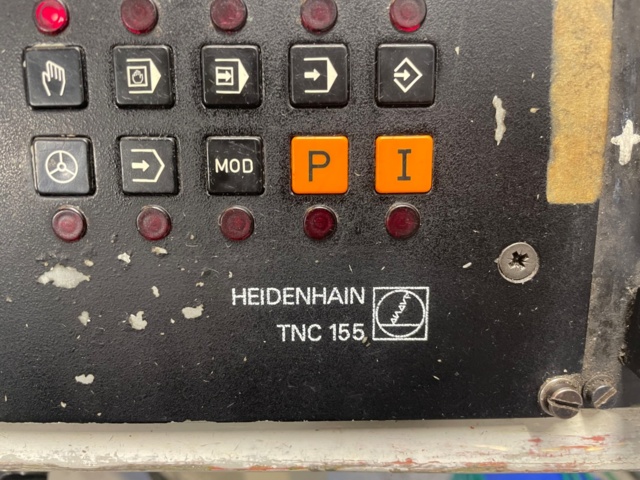 MOD P I
HEIDENHAIN
TNC 155